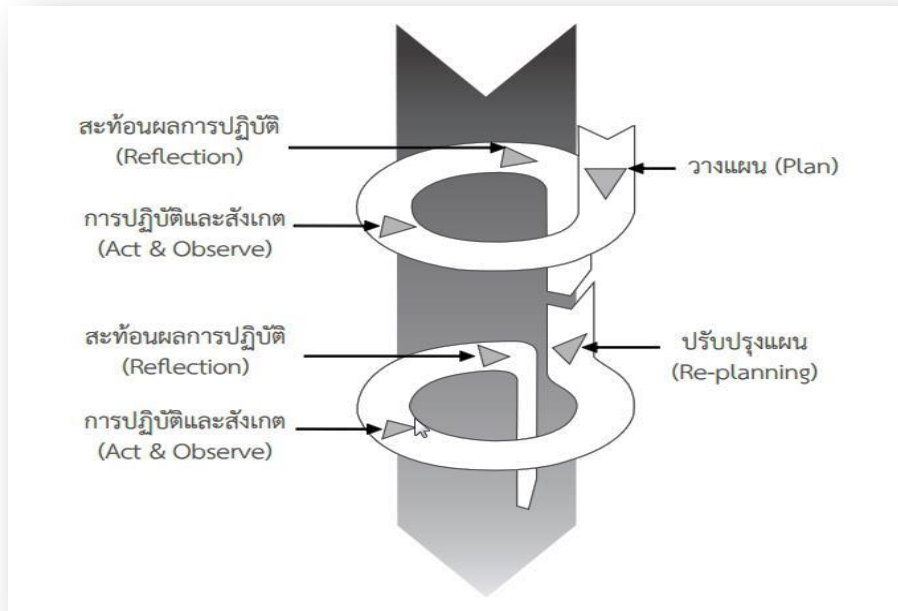 สะท้อนผลการปฏิบัติ
(Reflection)
วางแผน (Plan)
การปฏิบัติและสังเกต
(Act & Observe)
สะท้อนผลการปฏิบัติ
(Reflection)
ปรับปรุงแผน
(Re-planning)
การปฏิบัติและสังเกต
(Act & Observe)